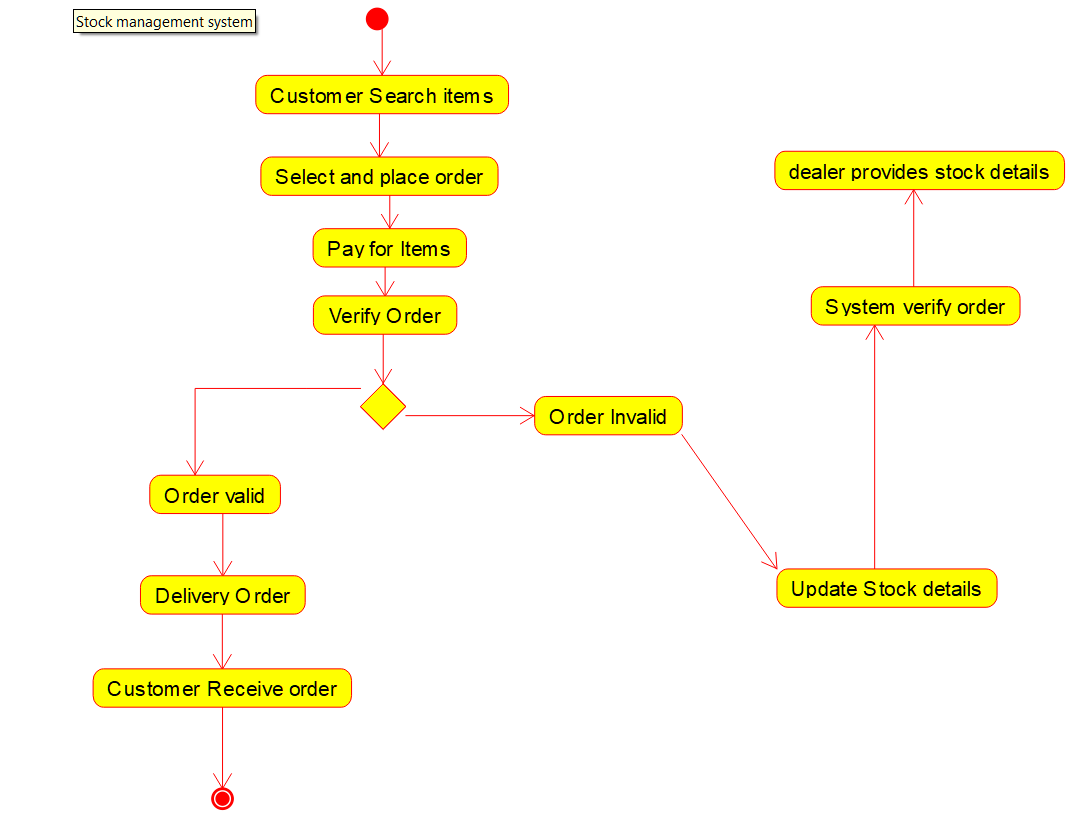 Stock management system
Customer Search items
Select and place order
dealer provides stock details
Pay for Items
System verify order
Verify Order
Order Invalid
Order valid
Update Stock details
Delivery Order
Customer Receive order